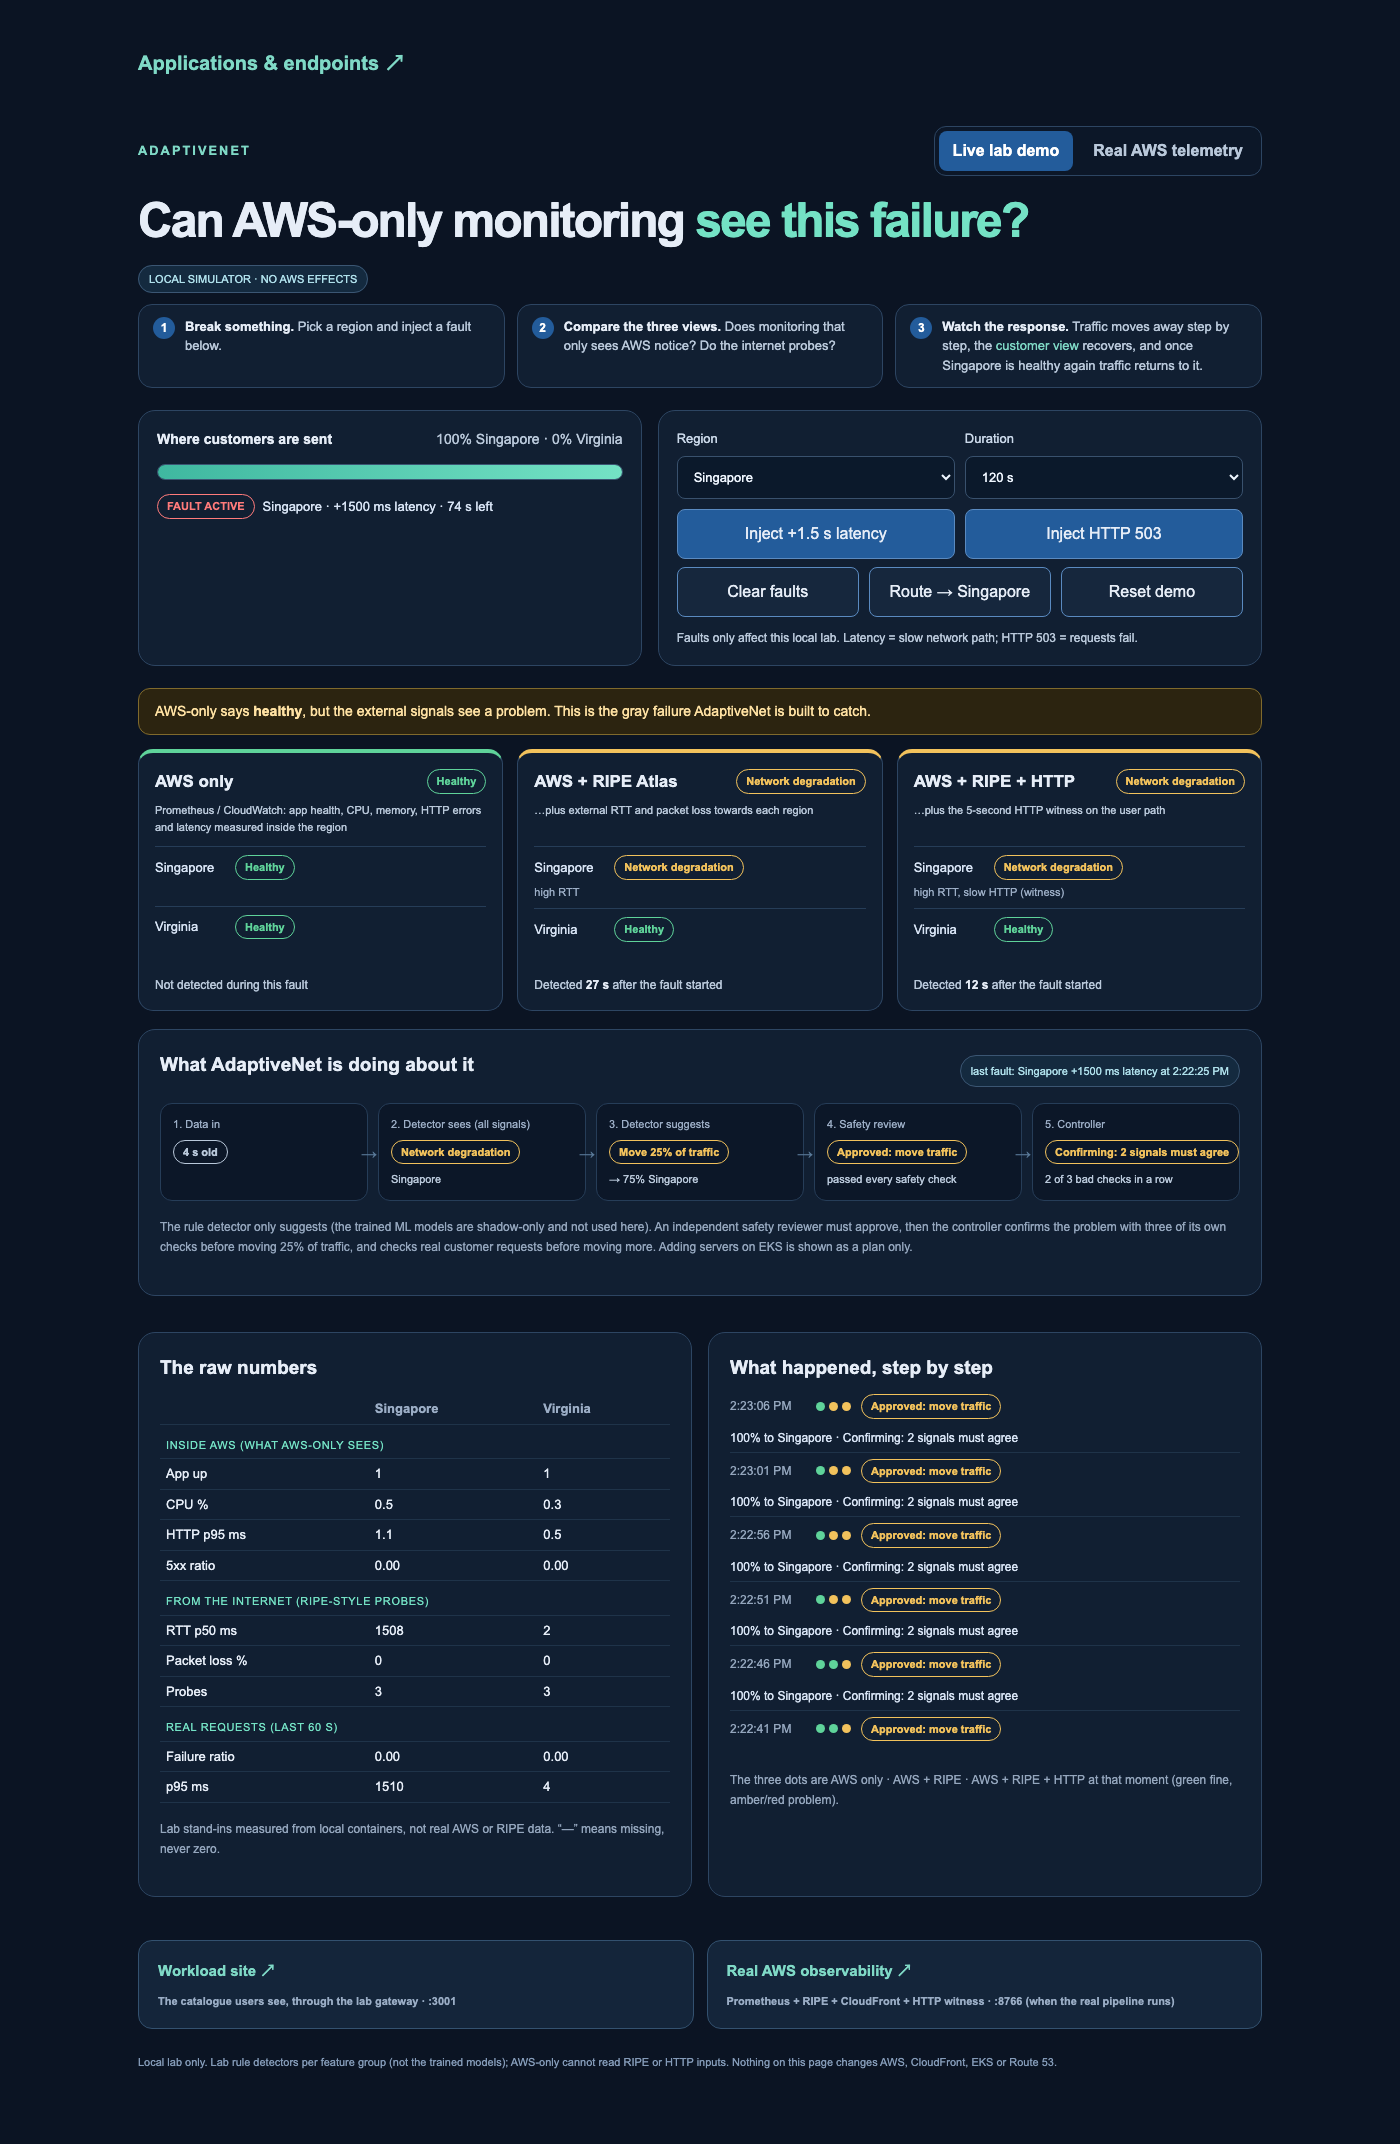 Applications & endpoints ↗
ADAPTIVENET
Live lab demo
Real AWS telemetry
Can AWS-only monitoring see this failure?
LOCAL SIMULATOR · NO AWS EFFECTS
1
Break something. Pick a region and inject a fault
below.
2
Compare the three views. Does monitoring that
only sees AWS notice? Do the internet probes?
3
Watch the response. Traffic moves away step by
step, the customer view recovers, and once
Singapore is healthy again traffic returns to it.
Where customers are sent
100% Singapore · 0% Virginia
FAULT ACTIVE
Singapore · +1500 ms latency · 74 s left
Region
Duration
Singapore
120 s
Inject +1.5 s latency
Inject HTTP 503
Clear faults
Route → Singapore
Reset demo
Faults only affect this local lab. Latency = slow network path; HTTP 503 = requests fail.
AWS-only says healthy, but the external signals see a problem. This is the gray failure AdaptiveNet is built to catch.
AWS only
Healthy
Prometheus / CloudWatch: app health, CPU, memory, HTTP errors
and latency measured inside the region
Singapore
Healthy
Virginia
Healthy
Not detected during this fault
AWS + RIPE Atlas
Network degradation
…plus external RTT and packet loss towards each region
Singapore
Network degradation
high RTT
Virginia
Healthy
Detected 27 s after the fault started
AWS + RIPE + HTTP
Network degradation
…plus the 5-second HTTP witness on the user path
Singapore
Network degradation
high RTT, slow HTTP (witness)
Virginia
Healthy
Detected 12 s after the fault started
What AdaptiveNet is doing about it
last fault: Singapore +1500 ms latency at 2:22:25 PM
1. Data in
4 s old
→
2. Detector sees (all signals)
Network degradation
Singapore
→
3. Detector suggests
Move 25% of traffic
→ 75% Singapore
→
4. Safety review
Approved: move traffic
passed every safety check
→
5. Controller
Confirming: 2 signals must agree
2 of 3 bad checks in a row
The rule detector only suggests (the trained ML models are shadow-only and not used here). An independent safety reviewer must approve, then the controller confirms the problem with three of its own
checks before moving 25% of traffic, and checks real customer requests before moving more. Adding servers on EKS is shown as a plan only.
The raw numbers
Singapore Virginia
INSIDE AWS (WHAT AWS-ONLY SEES)
App up 1 1
CPU % 0.5 0.3
HTTP p95 ms 1.1 0.5
5xx ratio 0.00 0.00
FROM THE INTERNET (RIPE-STYLE PROBES)
RTT p50 ms 1508 2
Packet loss % 0 0
Probes 3 3
REAL REQUESTS (LAST 60 S)
Failure ratio 0.00 0.00
p95 ms 1510 4
Lab stand-ins measured from local containers, not real AWS or RIPE data. "—" means missing,
never zero.
What happened, step by step
2:23:06 PM Approved: move traffic
100% to Singapore · Confirming: 2 signals must agree
2:23:01 PM Approved: move traffic
100% to Singapore · Confirming: 2 signals must agree
2:22:56 PM Approved: move traffic
100% to Singapore · Confirming: 2 signals must agree
2:22:51 PM Approved: move traffic
100% to Singapore · Confirming: 2 signals must agree
2:22:46 PM Approved: move traffic
100% to Singapore · Confirming: 2 signals must agree
2:22:41 PM Approved: move traffic
The three dots are AWS only · AWS + RIPE · AWS + RIPE + HTTP at that moment (green fine,
amber/red problem).
Workload site ↗
The catalogue users see, through the lab gateway · :3001
Real AWS observability ↗
Prometheus + RIPE + CloudFront + HTTP witness · :8766 (when the real pipeline runs)
Local lab only. Lab rule detectors per feature group (not the trained models); AWS-only cannot read RIPE or HTTP inputs. Nothing on this page changes AWS, CloudFront, EKS or Route 53.